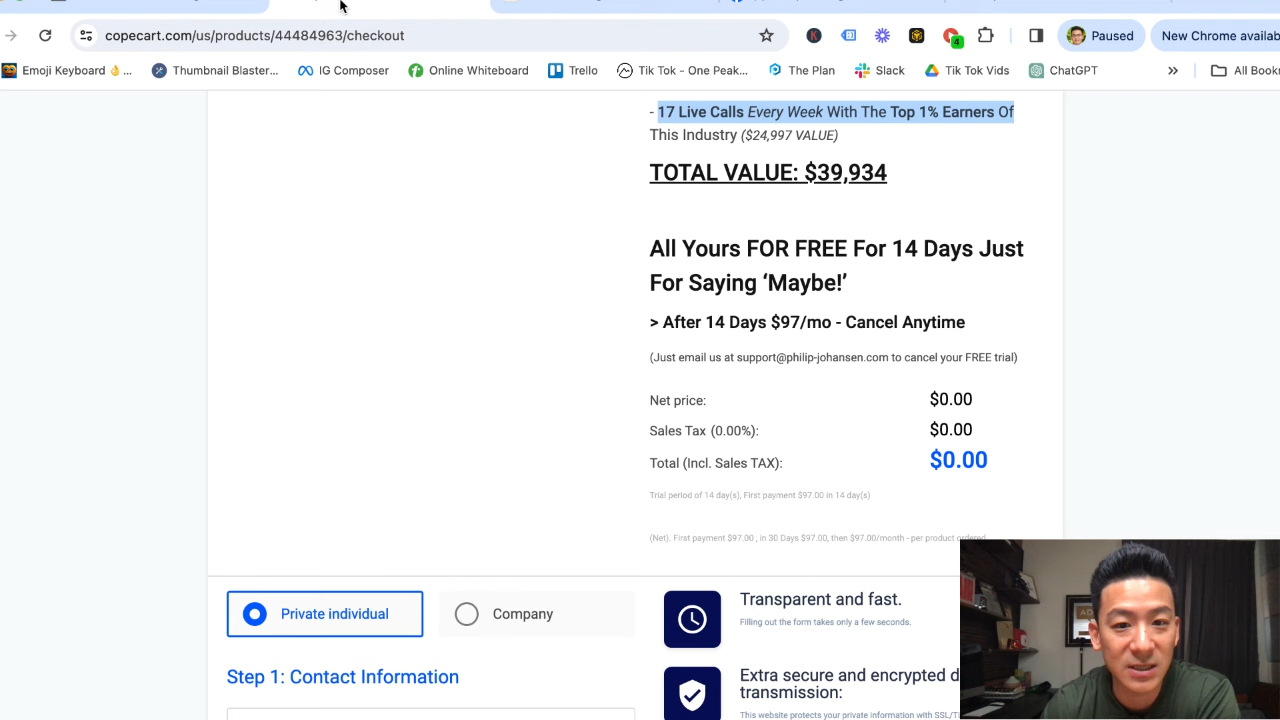 copecart.com/us/products/44484963/checkout
Paused
New Chrome availab
Emoji Keyboard 👌 ...
Thumbnail Blaster...
IG Composer
Online Whiteboard
Trello
Tik Tok - One Peak...
The Plan
Slack
Tik Tok Vids
ChatGPT
»
All Bookr
- 17 Live Calls Every Week With The Top 1% Earners Of
This Industry ($24,997 VALUE)
TOTAL VALUE: $39,934
All Yours FOR FREE For 14 Days Just
For Saying ‘Maybe!’
> After 14 Days $97/mo - Cancel Anytime
(Just email us at support@philip-johansen.com to cancel your FREE trial)
Net price: $0.00
Sales Tax (0.00%): $0.00
Total (Incl. Sales TAX): $0.00
Trial period of 14 day(s), First payment $97.00 in 14 day(s)
(Net). First payment $97.00 , in 30 Days $97.00, then $97.00/month - per product ordered
Private individual
Company
Transparent and fast.
Filling out the form takes only a few seconds.
Step 1: Contact Information
Extra secure and encrypted d
transmission:
This website protects your private information with SSL/T